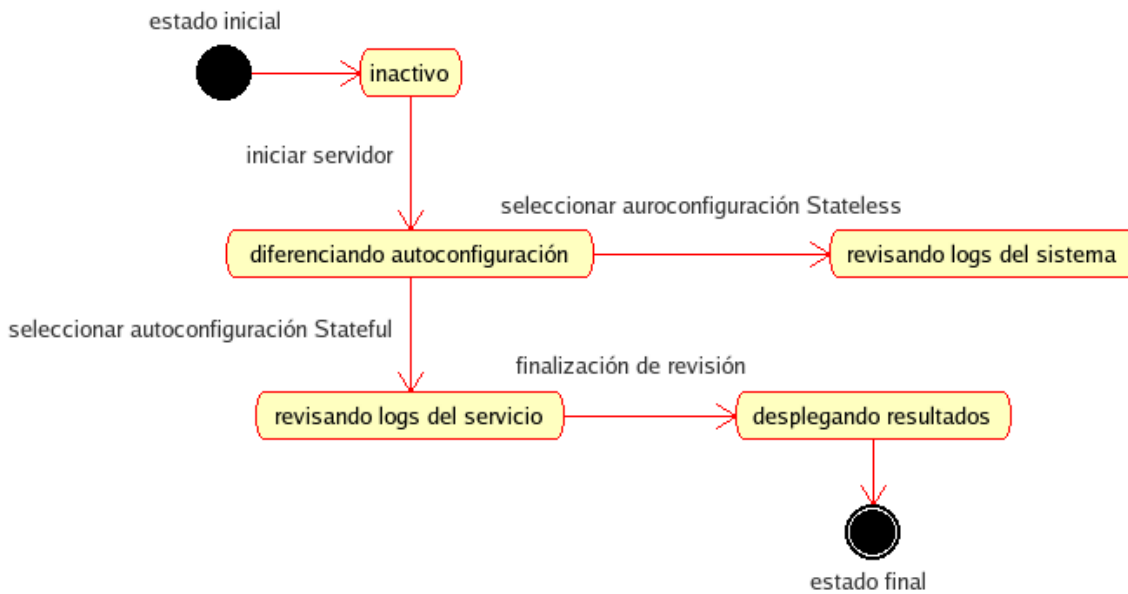 estado inicial
inactivo
iniciar servidor
seleccionar auroconfiguración Stateless
diferenciando autoconfiguración
revisando logs del sistema
seleccionar autoconfiguración Stateful
finalización de revisión
revisando logs del servicio
desplegando resultados
estado final